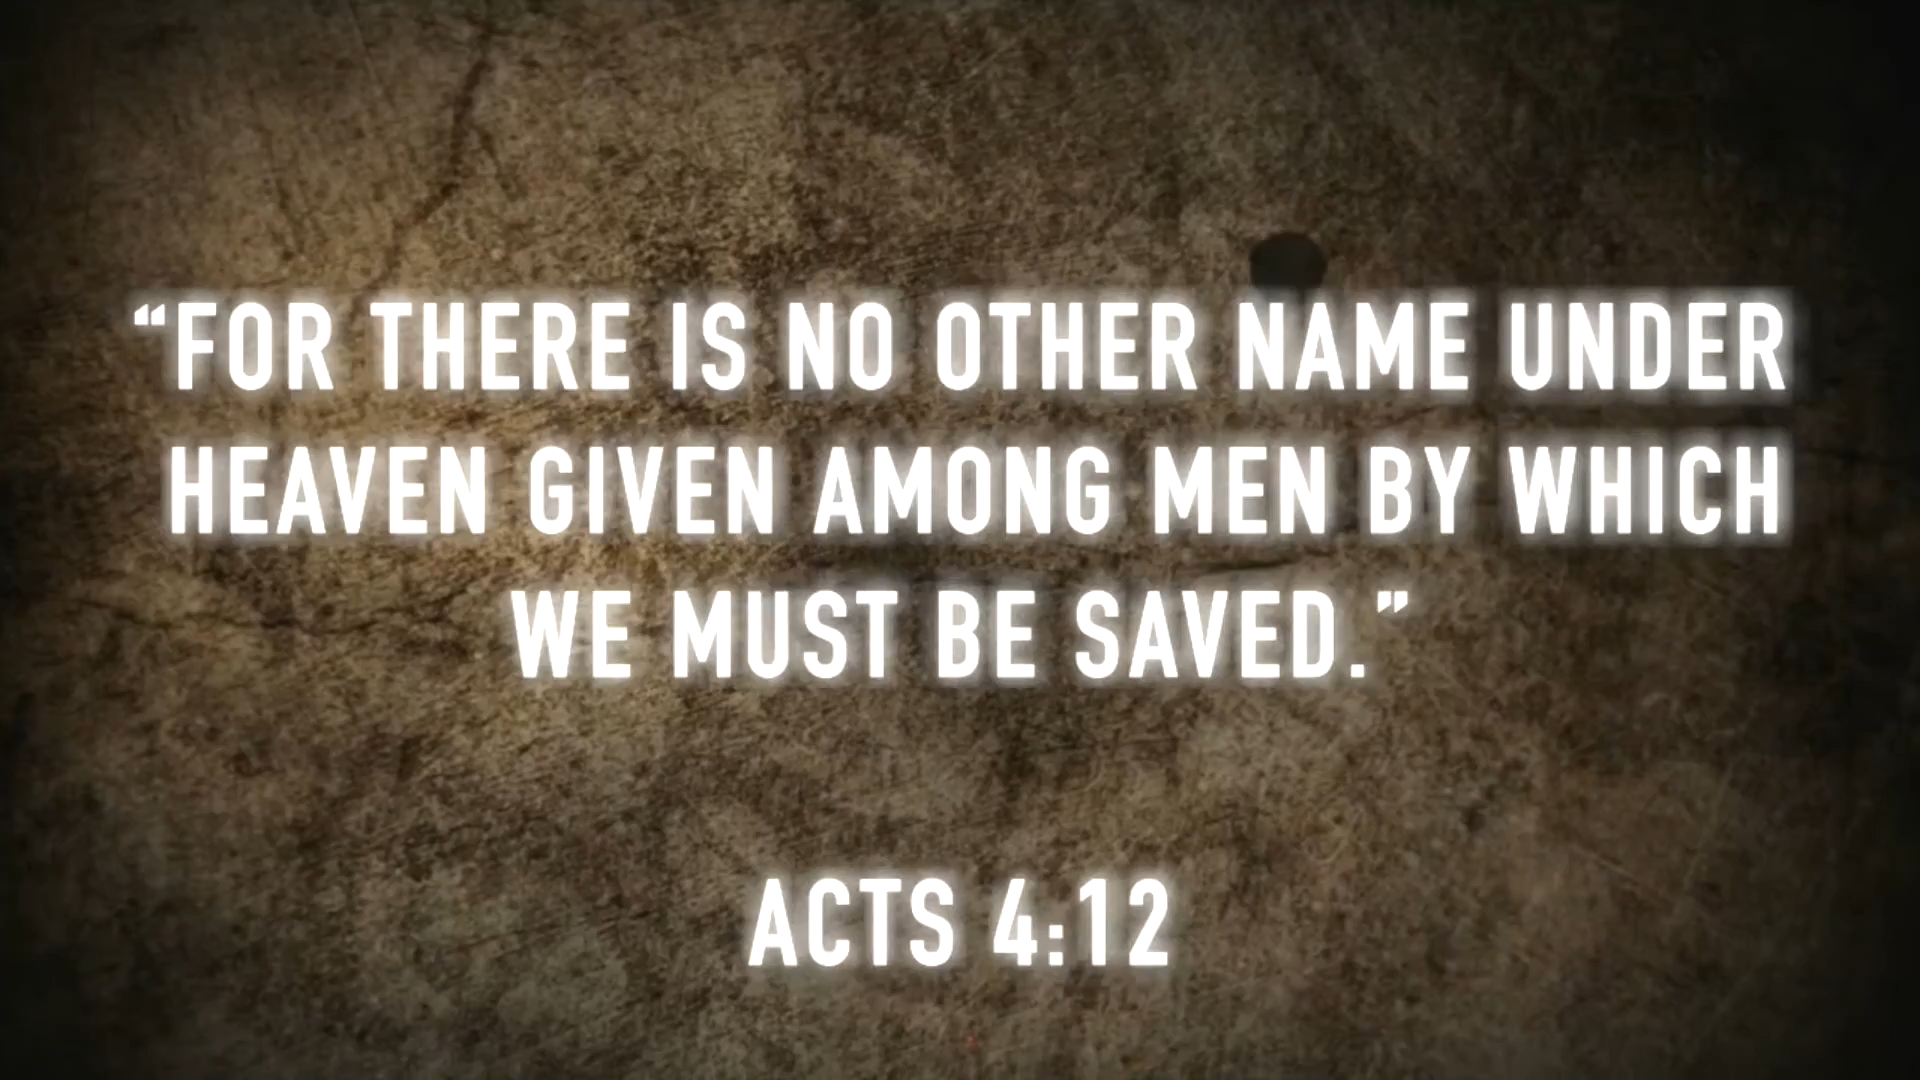 “FOR THERE IS NO OTHER NAME UNDER
HEAVEN GIVEN AMONG MEN BY WHICH
WE MUST BE SAVED.”
ACTS 4:12